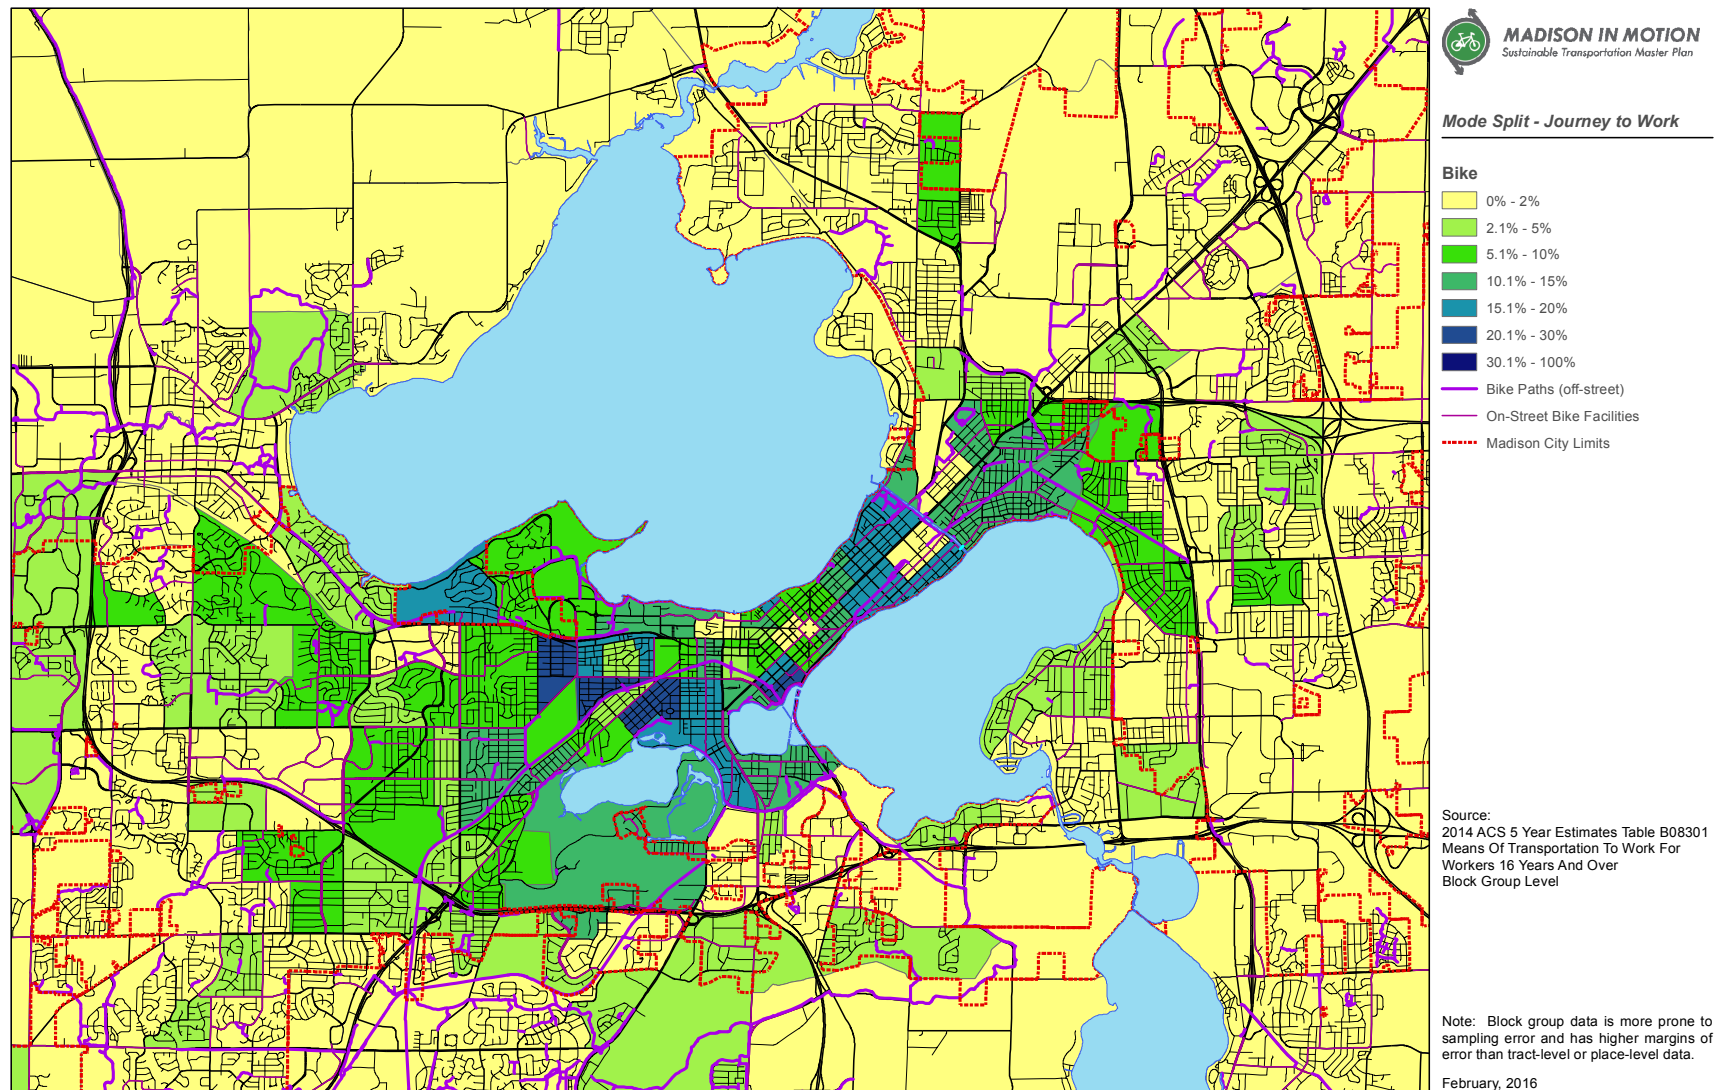 MADISON IN MOTION
Sustainable Transportation Master Plan
Mode Split - Journey to Work
Bike
0% - 2%
2.1% - 5%
5.1% - 10%
10.1% - 15%
15.1% - 20%
20.1% - 30%
30.1% - 100%
Bike Paths (off-street)
On-Street Bike Facilities
Madison City Limits
Source:
2014 ACS 5 Year Estimates Table B08301
Means Of Transportation To Work For
Workers 16 Years And Over
Block Group Level
Note: Block group data is more prone to
sampling error and has higher margins of
error than tract-level or place-level data.
February, 2016